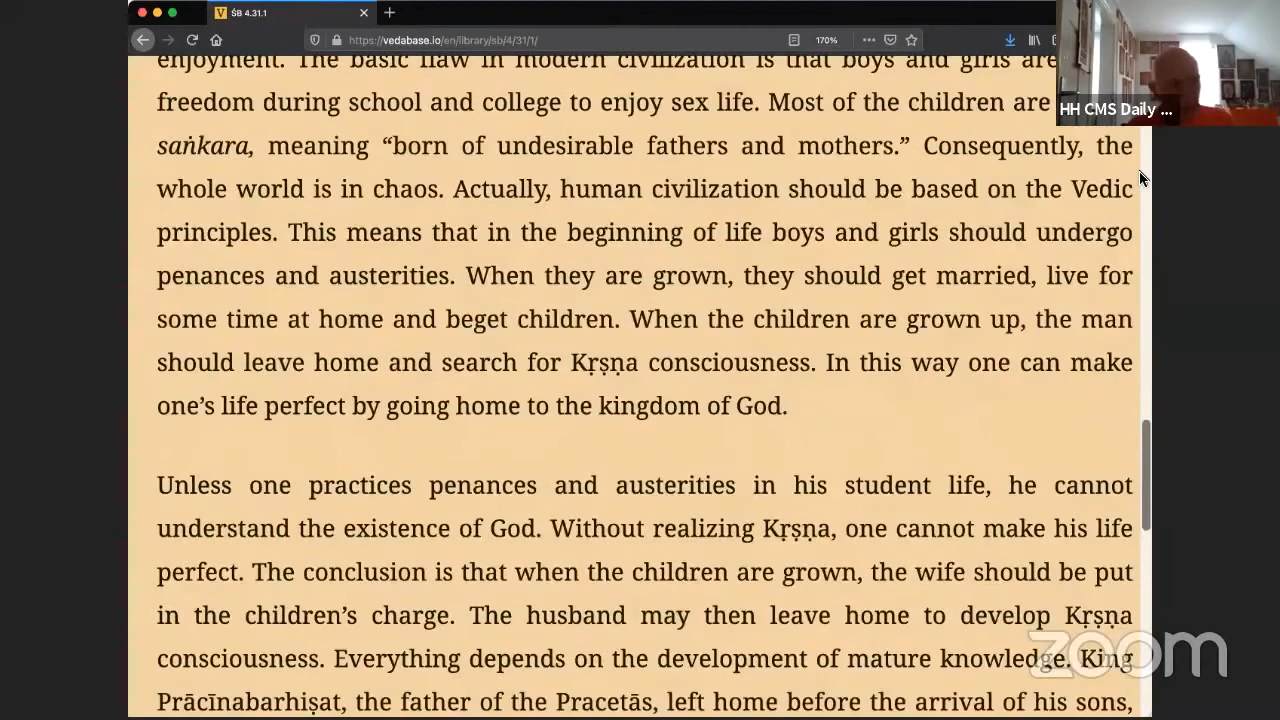 ŚB 4.31.1
https://vedabase.io/en/library/sb/4/31/1/
170%
HH CMS Daily ...
enjoyment. The basic flaw in modern civilization is that boys and girls are
freedom during school and college to enjoy sex life. Most of the children are
saṅkara, meaning “born of undesirable fathers and mothers.” Consequently, the
whole world is in chaos. Actually, human civilization should be based on the Vedic
principles. This means that in the beginning of life boys and girls should undergo
penances and austerities. When they are grown, they should get married, live for
some time at home and beget children. When the children are grown up, the man
should leave home and search for Kṛṣṇa consciousness. In this way one can make
one’s life perfect by going home to the kingdom of God.
Unless one practices penances and austerities in his student life, he cannot
understand the existence of God. Without realizing Kṛṣṇa, one cannot make his life
perfect. The conclusion is that when the children are grown, the wife should be put
in the children’s charge. The husband may then leave home to develop Kṛṣṇa
consciousness. Everything depends on the development of mature knowledge. King
Prācīnabarhiṣat, the father of the Pracetās, left home before the arrival of his sons,
zoom